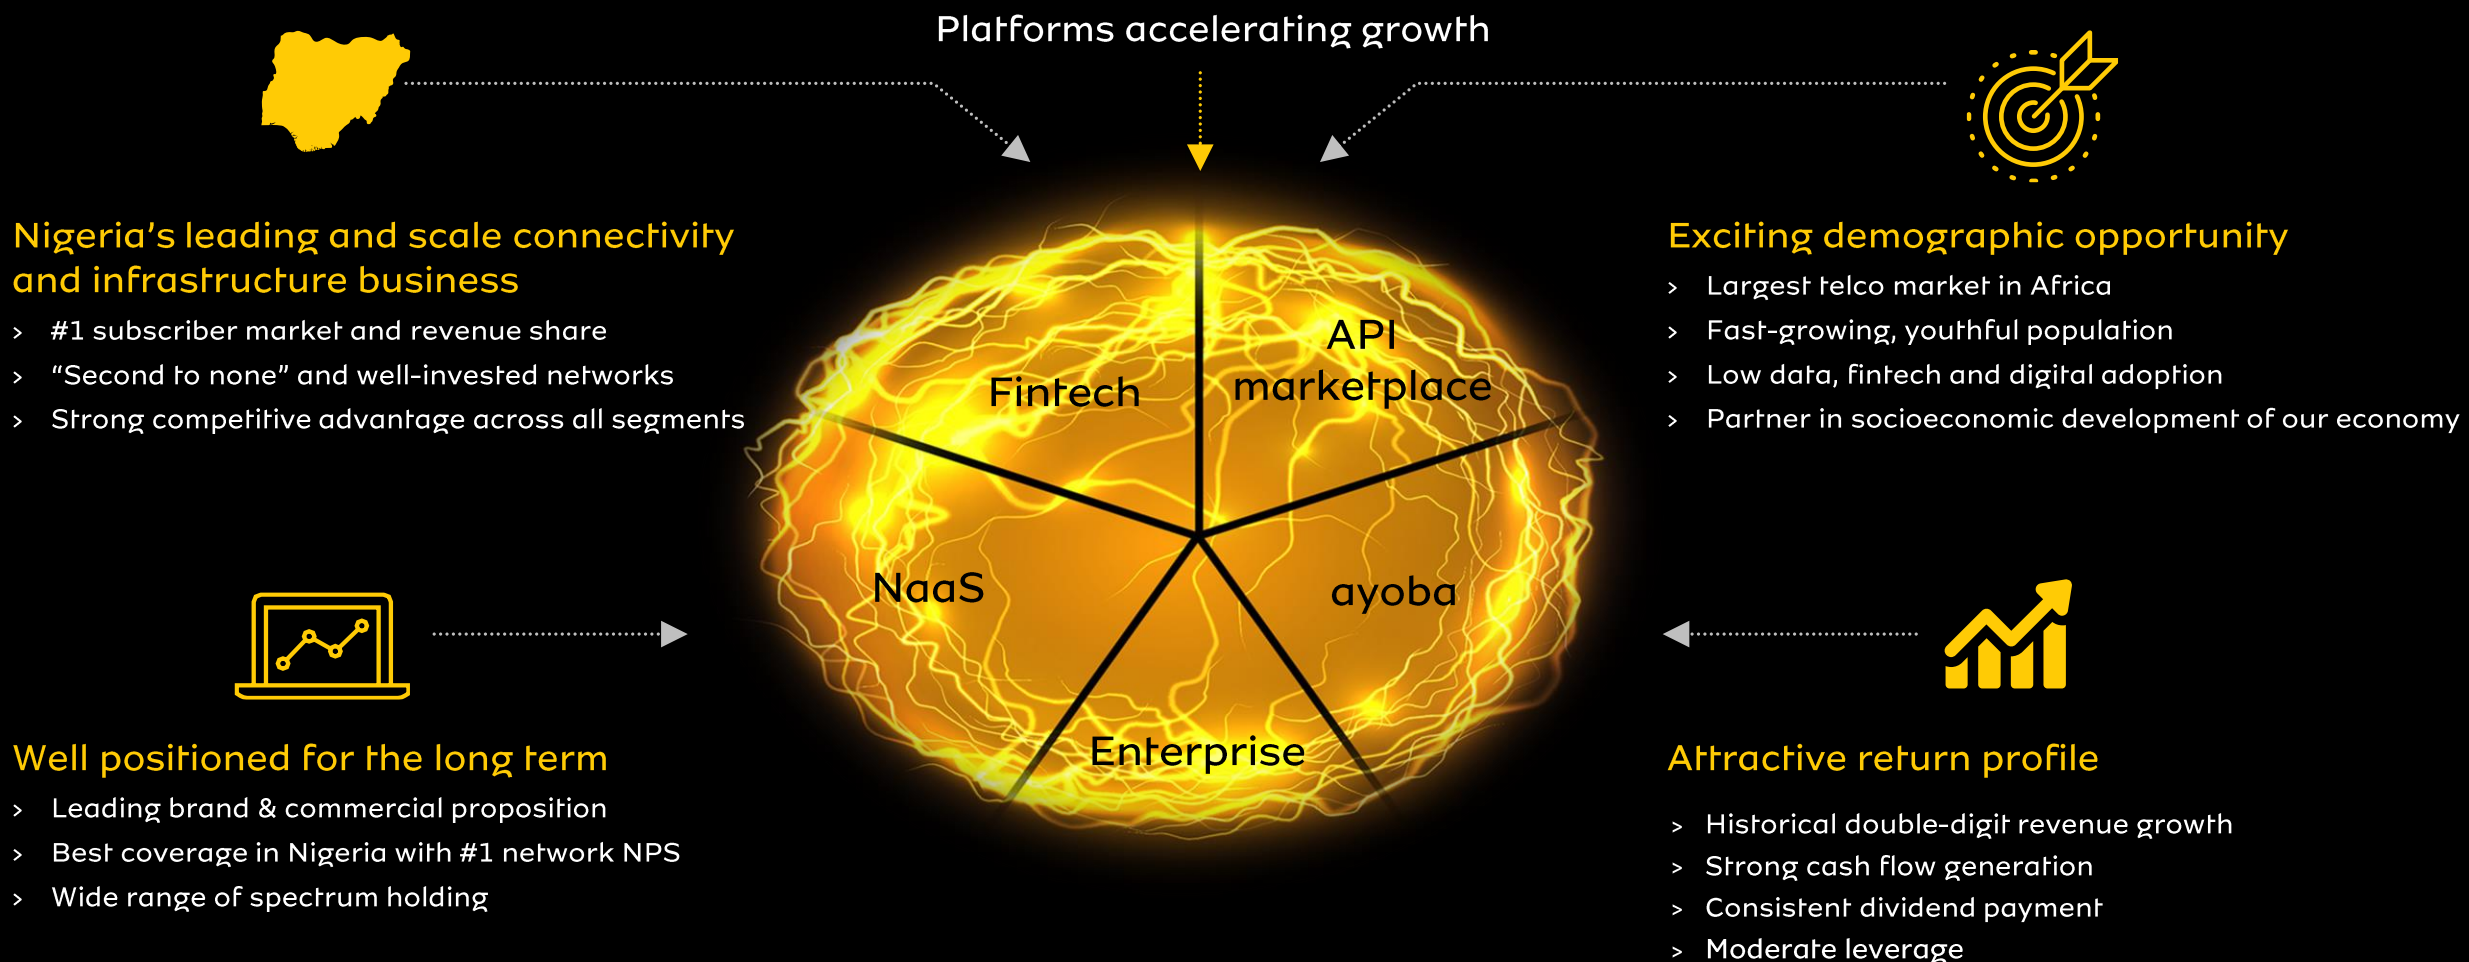 Platforms accelerating growth
Nigeria’s leading and scale connectivity
and infrastructure business
> #1 subscriber market and revenue share
> “Second to none” and well-invested networks
> Strong competitive advantage across all segments
Exciting demographic opportunity
> Largest telco market in Africa
> Fast-growing, youthful population
> Low data, fintech and digital adoption
> Partner in socioeconomic development of our economy
Fintech
API
marketplace
NaaS
ayoba
Enterprise
Well positioned for the long term
> Leading brand & commercial proposition
> Best coverage in Nigeria with #1 network NPS
> Wide range of spectrum holding
Attractive return profile
> Historical double-digit revenue growth
> Strong cash flow generation
> Consistent dividend payment
> Moderate leverage